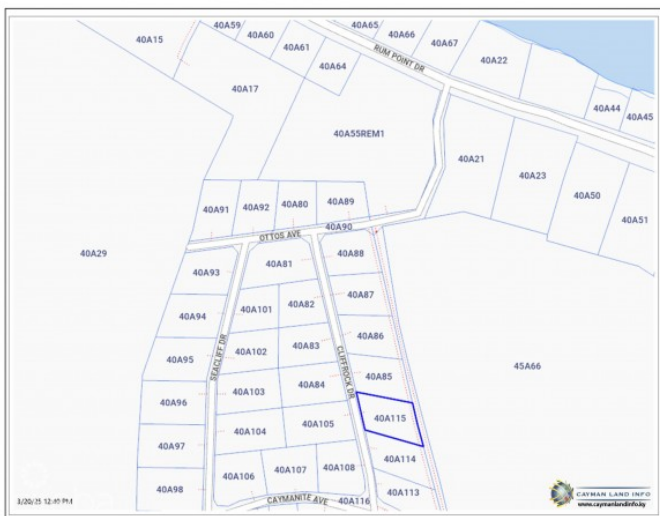 40A59
40A65
40A15
40A60
40A66
40A61
40A67
RUM POINT DR
40A22
40A64
40A17
40A44
40A45
40A55REM1
40A21
40A23
40A50
40A51
40A91
40A92
40A80
40A89
40A90
OTTOS AVE
40A29
40A88
40A93
40A81
40A87
40A82
40A101
40A94
40A86
40A83
40A102
40A95
SEACLIFF DR
CLIFFROCK DR
45A66
40A85
40A84
40A103
40A96
40A115
40A105
40A104
40A97
40A114
40A108
40A107
40A106
40A98
40A113
CAYMANITE AVE
40A116
CAYMAN LAND INFO
www.caymanlandinfo.ky